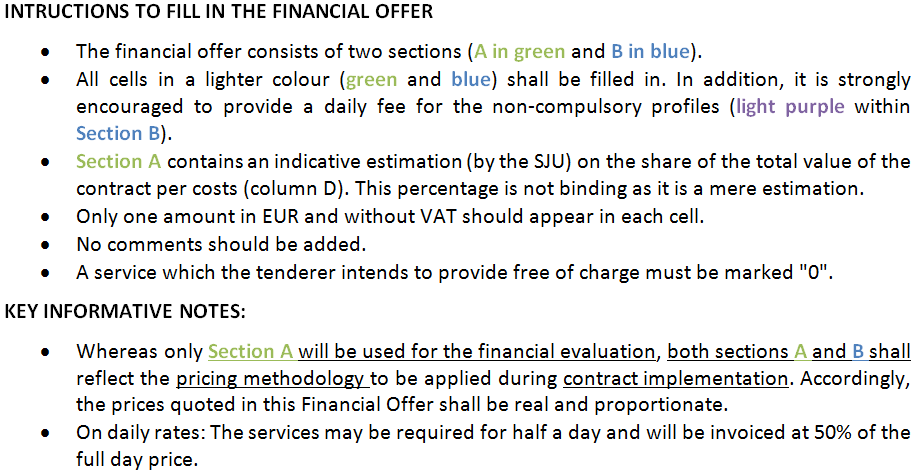 INTRUCTIONS TO FILL IN THE FINANCIAL OFFER
• The financial offer consists of two sections (A in green and B in blue).
• All cells in a lighter colour (green and blue) shall be filled in. In addition, it is strongly
encouraged to provide a daily fee for the non-compulsory profiles (light purple within
Section B).
• Section A contains an indicative estimation (by the SJU) on the share of the total value of the
contract per costs (column D). This percentage is not binding as it is a mere estimation.
• Only one amount in EUR and without VAT should appear in each cell.
• No comments should be added.
• A service which the tenderer intends to provide free of charge must be marked "0".
KEY INFORMATIVE NOTES:
• Whereas only Section A will be used for the financial evaluation, both sections A and B shall
reflect the pricing methodology to be applied during contract implementation. Accordingly,
the prices quoted in this Financial Offer shall be real and proportionate.
• On daily rates: The services may be required for half a day and will be invoiced at 50% of the
full day price.